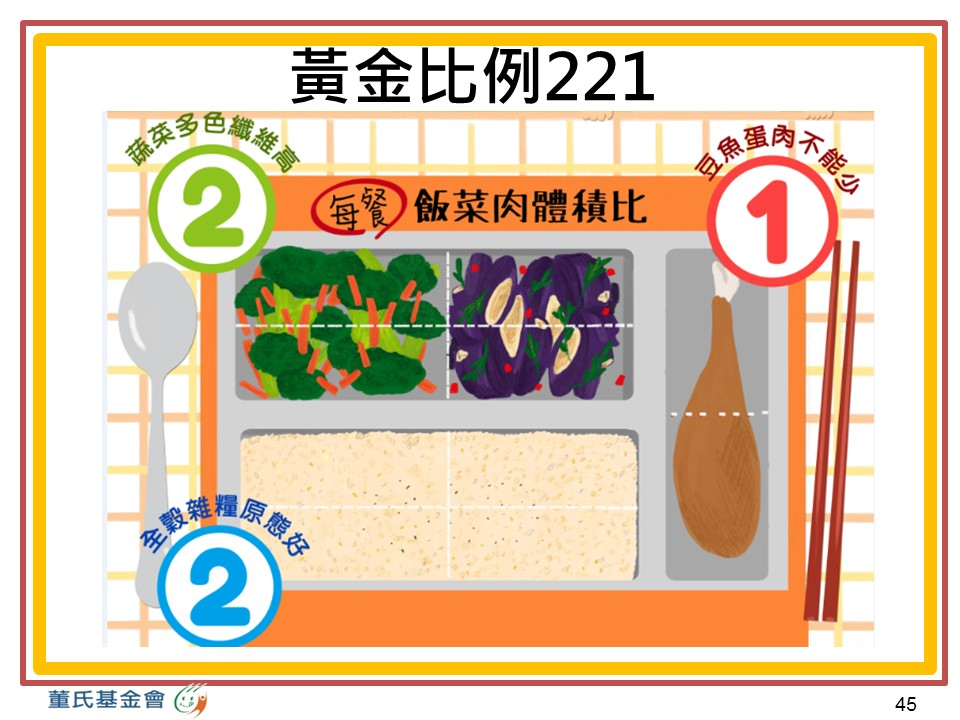 黃金比例221
蔬菜多色纖維高
2
每餐 飯菜肉體積比
豆魚蛋肉不能少
1
全穀雜糧原態好
2
董氏基金會
45